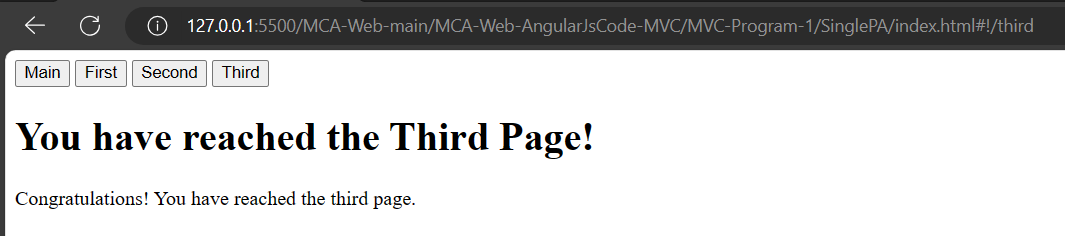 127.0.0.1:5500/MCA-Web-main/MCA-Web-AngularJsCode-MVC/MVC-Program-1/SinglePA/index.html#!/third
Main First Second Third
You have reached the Third Page!
Congratulations! You have reached the third page.